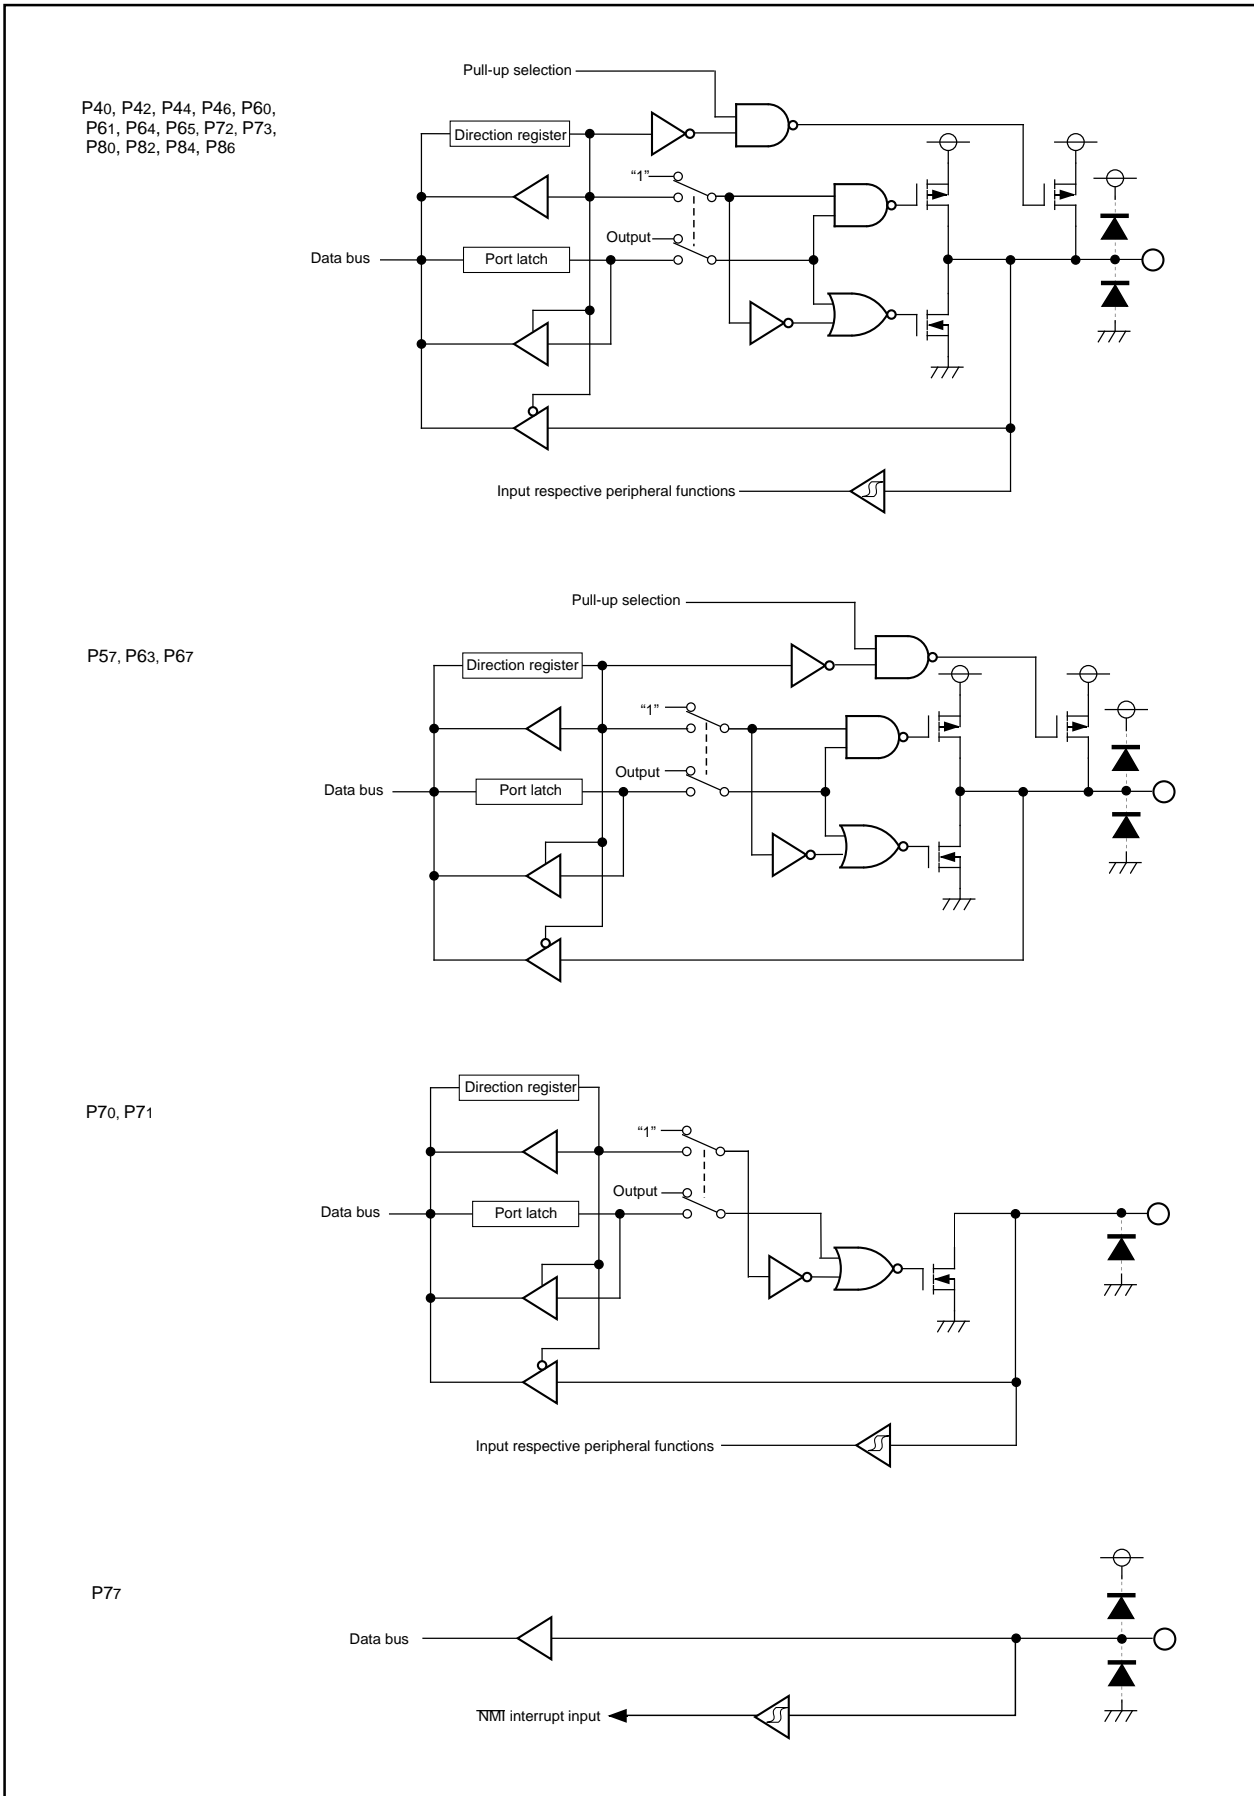 Pull-up selection
P40, P42, P44, P46, P60,
P61, P64, P65, P72, P73,
P80, P82, P84, P86
Direction register
“1”
Output
Data bus
Port latch
Input respective peripheral functions
Pull-up selection
P57, P63, P67
Direction register
“1”
Output
Data bus
Port latch
Direction register
P70, P71
“1”
Output
Data bus
Port latch
Input respective peripheral functions
P77
Data bus
NMI interrupt input